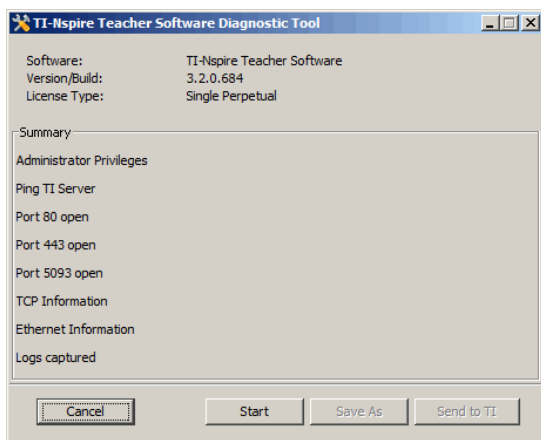 TI-Nspire Teacher Software Diagnostic Tool
Software: TI-Nspire Teacher Software
Version/Build: 3.2.0.684
License Type: Single Perpetual
Summary
Administrator Privileges
Ping TI Server
Port 80 open
Port 443 open
Port 5093 open
TCP Information
Ethernet Information
Logs captured
Cancel Start Save As Send to TI